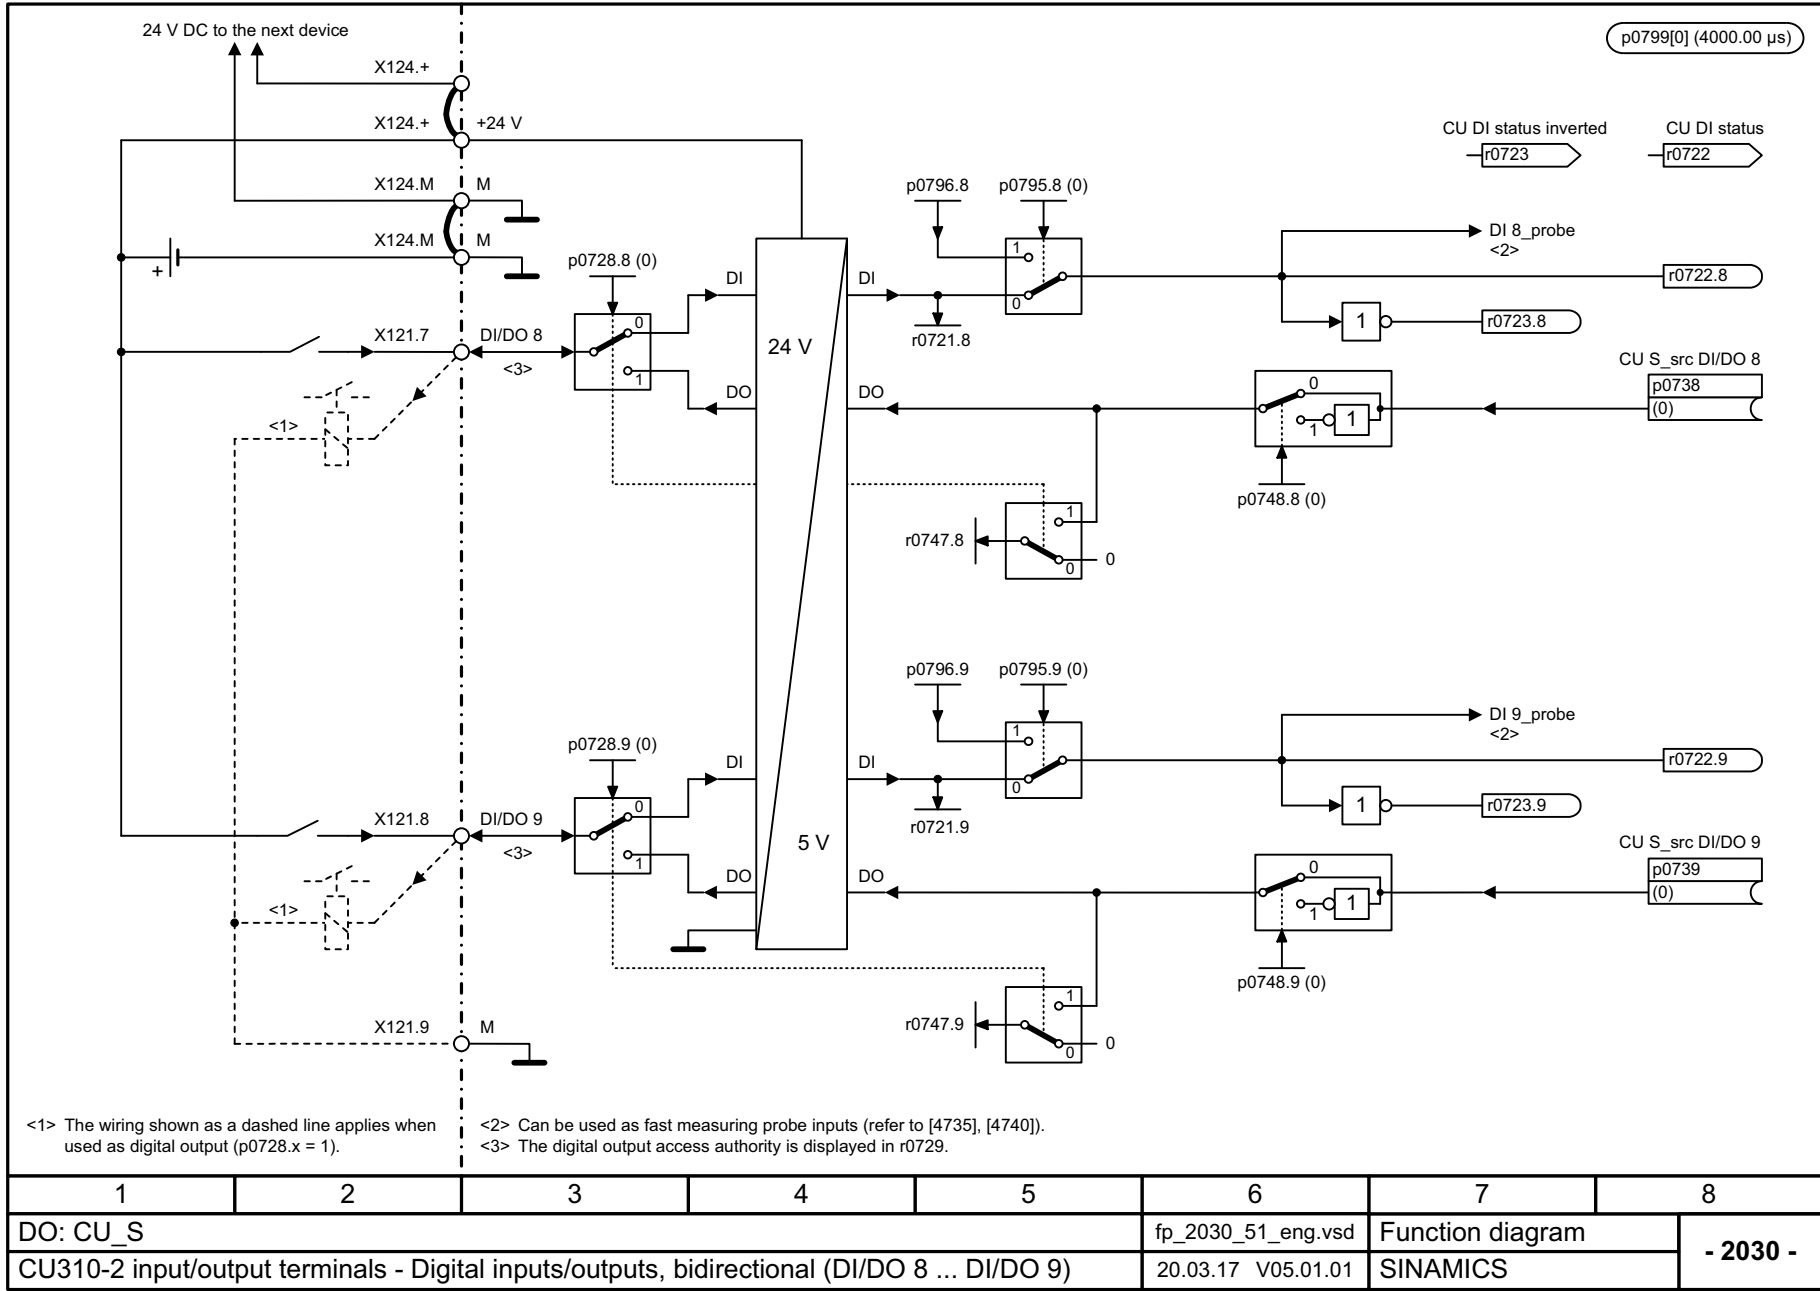 24 V DC to the next device
p0799[0] (4000.00 µs)
X124.+
X124.+ +24 V
CU DI status inverted
r0723
CU DI status
r0722
X124.M M
X124.M M
+
p0728.8 (0)
p0796.8
p0795.8 (0)
1
0
DI
DI
r0721.8
DI 8_probe
<2>
r0722.8
1
r0723.8
X121.7
DI/DO 8
<3>
0
1
24 V
DO
DO
CU S_src DI/DO 8
p0738
(0)
0
1
1
p0748.8 (0)
<1>
r0747.8
1
0
0
p0728.9 (0)
p0796.9
p0795.9 (0)
1
0
DI
DI
r0721.9
DI 9_probe
<2>
r0722.9
1
r0723.9
X121.8
DI/DO 9
<3>
0
1
5 V
DO
DO
CU S_src DI/DO 9
p0739
(0)
0
1
1
p0748.9 (0)
<1>
r0747.9
1
0
0
X121.9 M
<1> The wiring shown as a dashed line applies when
used as digital output (p0728.x = 1).
<2> Can be used as fast measuring probe inputs (refer to [4735], [4740]).
<3> The digital output access authority is displayed in r0729.
1 2 3 4 5 6 7 8
DO: CU_S
fp_2030_51_eng.vsd
Function diagram
- 2030 -
CU310-2 input/output terminals - Digital inputs/outputs, bidirectional (DI/DO 8 ... DI/DO 9)
20.03.17 V05.01.01
SINAMICS